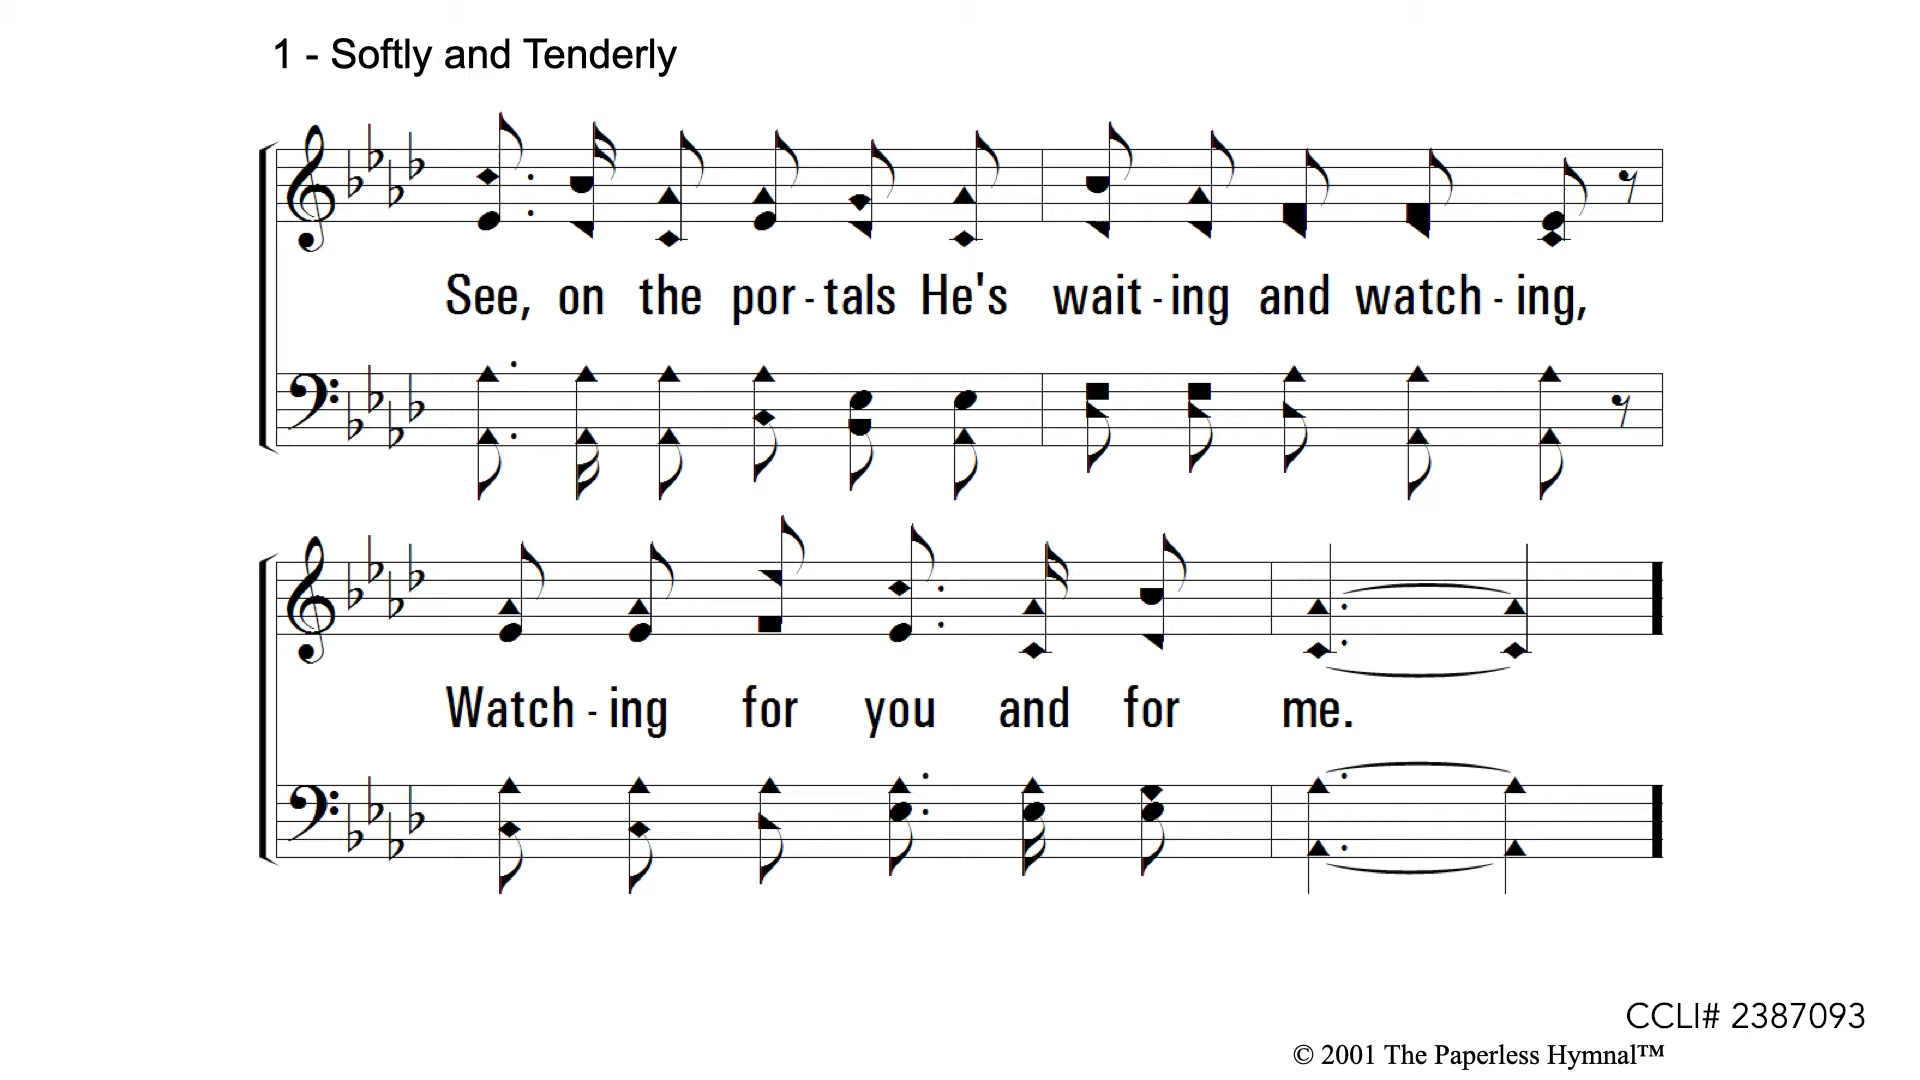 1 - Softly and Tenderly
See, on the por - tals He's wait - ing and watch - ing,
Watch - ing for you and for me.
CCLI# 2387093
© 2001 The Paperless Hymnal™